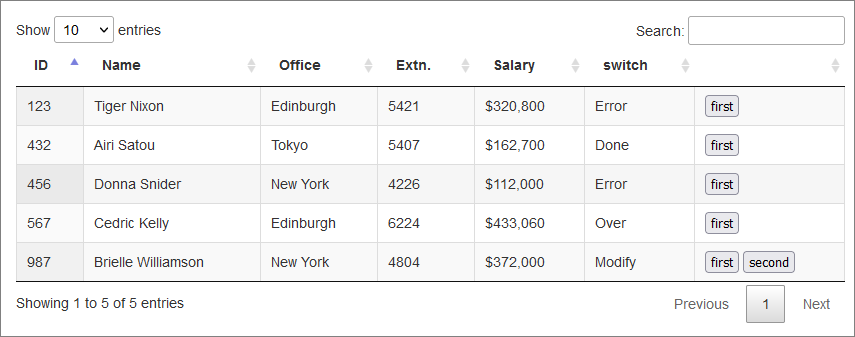 Show 10 entries Search:
ID Name Office Extn. Salary switch
123 Tiger Nixon Edinburgh 5421 $320,800 Error first
432 Airi Satou Tokyo 5407 $162,700 Done first
456 Donna Snider New York 4226 $112,000 Error first
567 Cedric Kelly Edinburgh 6224 $433,060 Over first
987 Brielle Williamson New York 4804 $372,000 Modify first second
Showing 1 to 5 of 5 entries Previous 1 Next